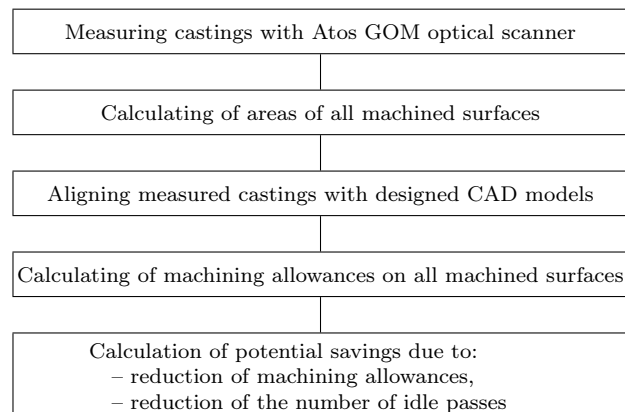 Measuring castings with Atos GOM optical scanner
Calculating of areas of all machined surfaces
Aligning measured castings with designed CAD models
Calculating of machining allowances on all machined surfaces
Calculation of potential savings due to:
– reduction of machining allowances,
– reduction of the number of idle passes